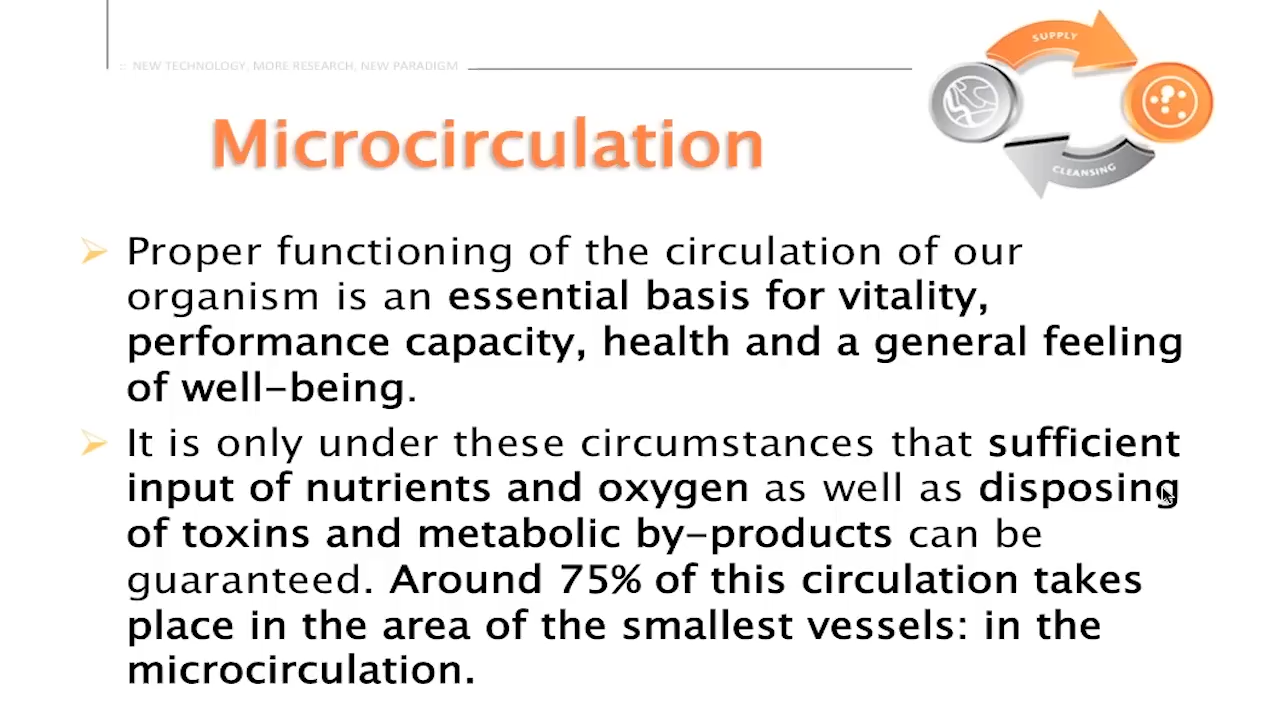 :: NEW TECHNOLOGY, MORE RESEARCH, NEW PARADIGM
SUPPLY
CLEANSING
Microcirculation
Proper functioning of the circulation of our
organism is an essential basis for vitality,
performance capacity, health and a general feeling
of well-being.
It is only under these circumstances that sufficient
input of nutrients and oxygen as well as disposing
of toxins and metabolic by-products can be
guaranteed. Around 75% of this circulation takes
place in the area of the smallest vessels: in the
microcirculation.